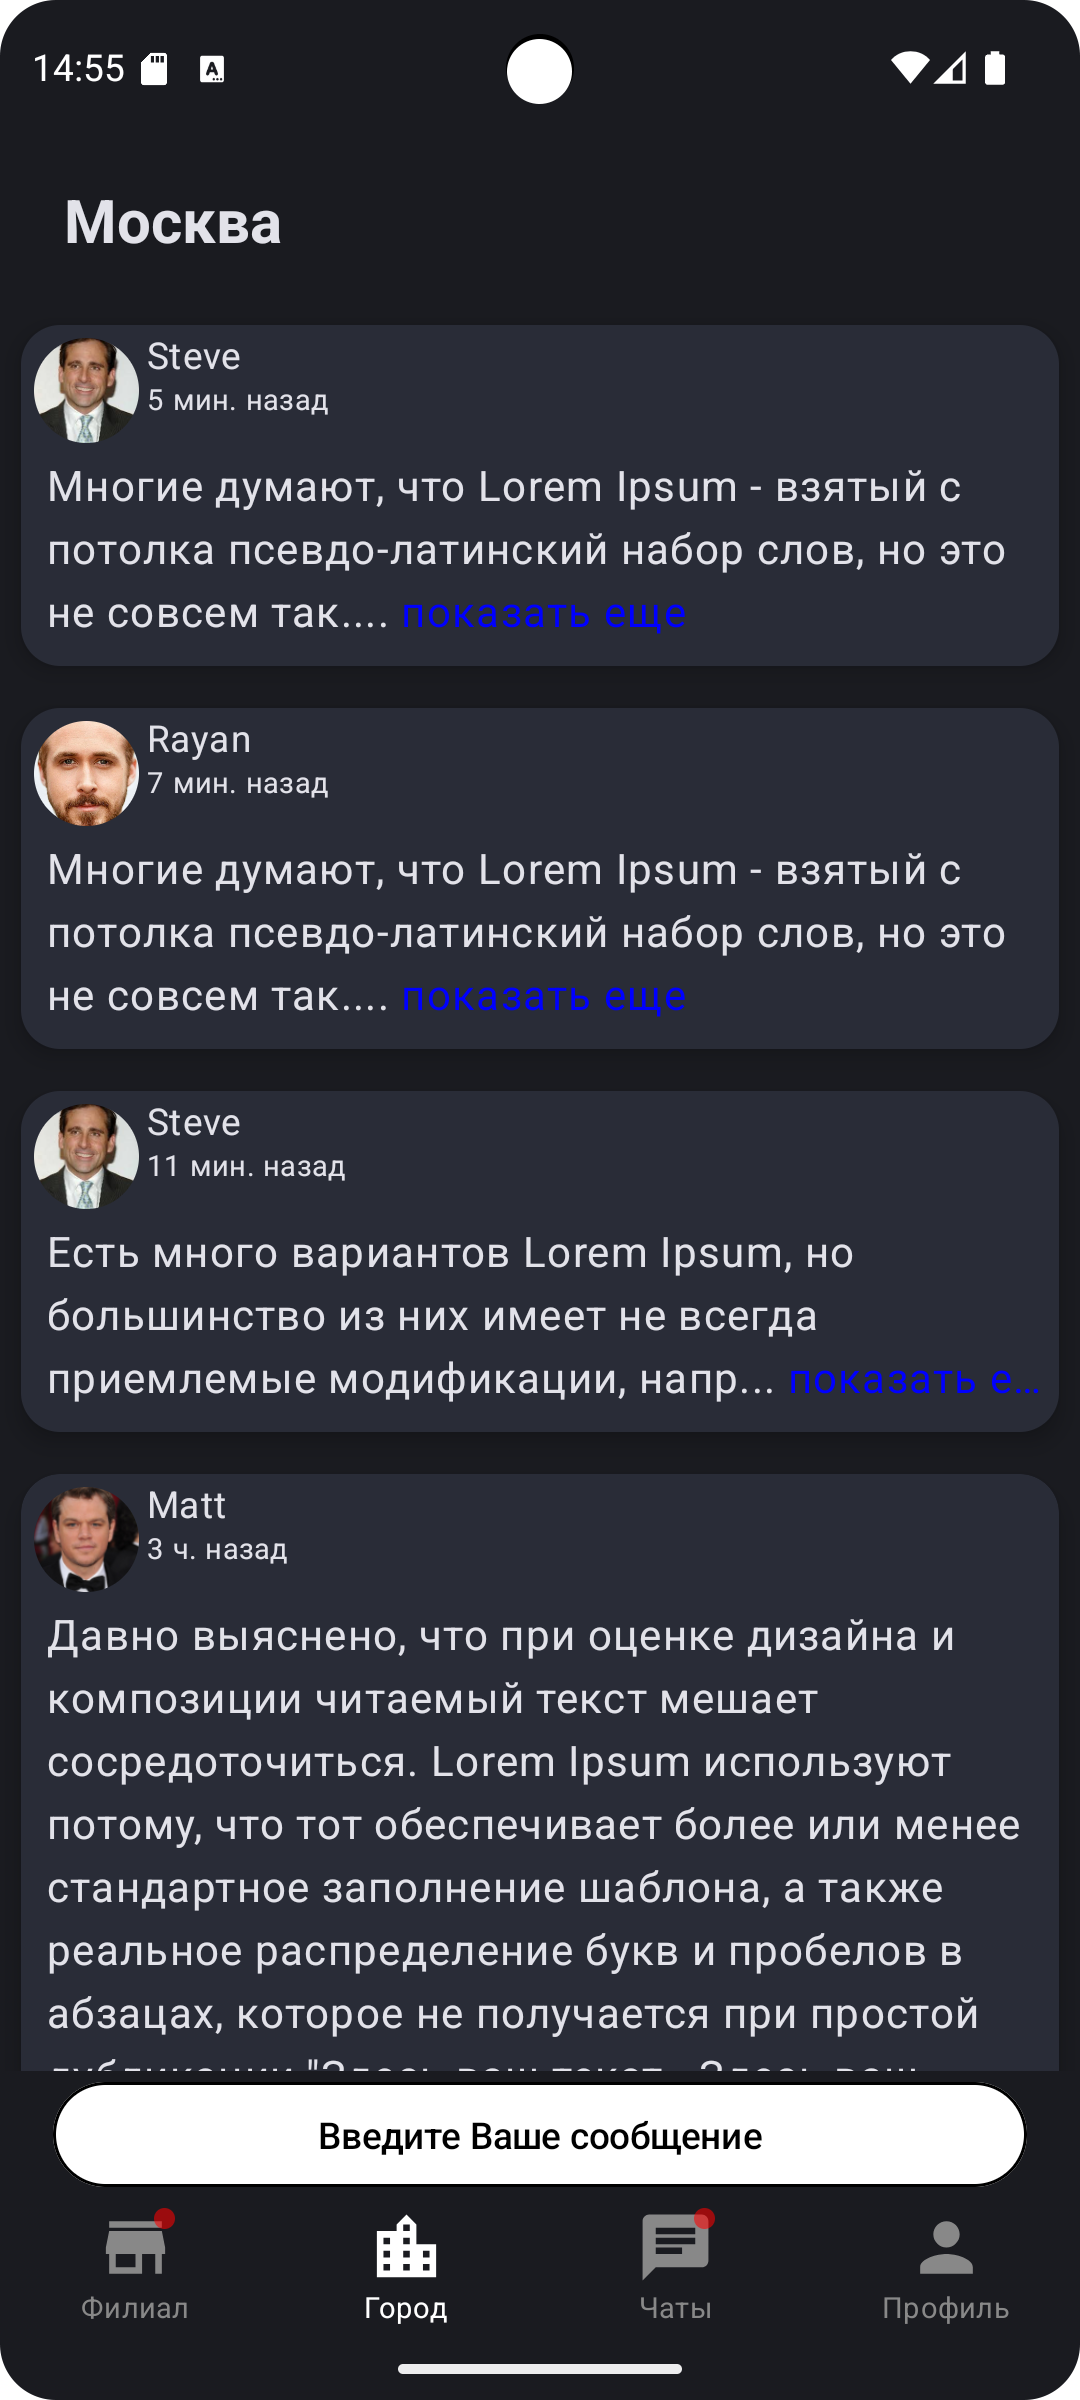 14:55
Москва
Steve
5 мин. назад
Многие думают, что Lorem Ipsum - взятый с
потолка псевдо-латинский набор слов, но это
не совсем так.... показать еще
Rayan
7 мин. назад
Многие думают, что Lorem Ipsum - взятый с
потолка псевдо-латинский набор слов, но это
не совсем так.... показать еще
Steve
11 мин. назад
Есть много вариантов Lorem Ipsum, но
большинство из них имеет не всегда
приемлемые модификации, напр... показать е...
Matt
3 ч. назад
Давно выяснено, что при оценке дизайна и
композиции читаемый текст мешает
сосредоточиться. Lorem Ipsum используют
потому, что тот обеспечивает более или менее
стандартное заполнение шаблона, а также
реальное распределение букв и пробелов в
абзацах, которое не получается при простой
Введите Ваше сообщение
Филиал
Город
Чаты
Профиль